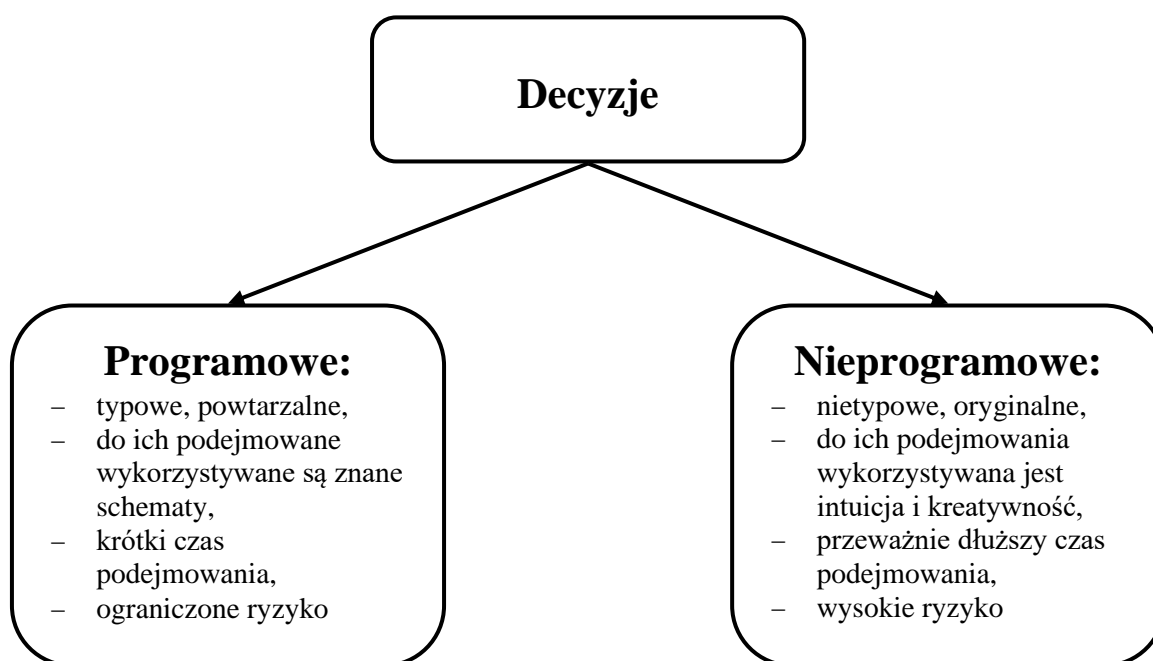 Decyzje
Programowe:
– typowe, powtarzalne,
– do ich podejmowane
wykorzystywane są znane
schematy,
– krótki czas
podejmowania,
– ograniczone ryzyko
Nieprogramowe:
– nietypowe, oryginalne,
– do ich podejmowania
wykorzystywana jest
intuicja i kreatywność,
– przeważnie dłuższy czas
podejmowania,
– wysokie ryzyko